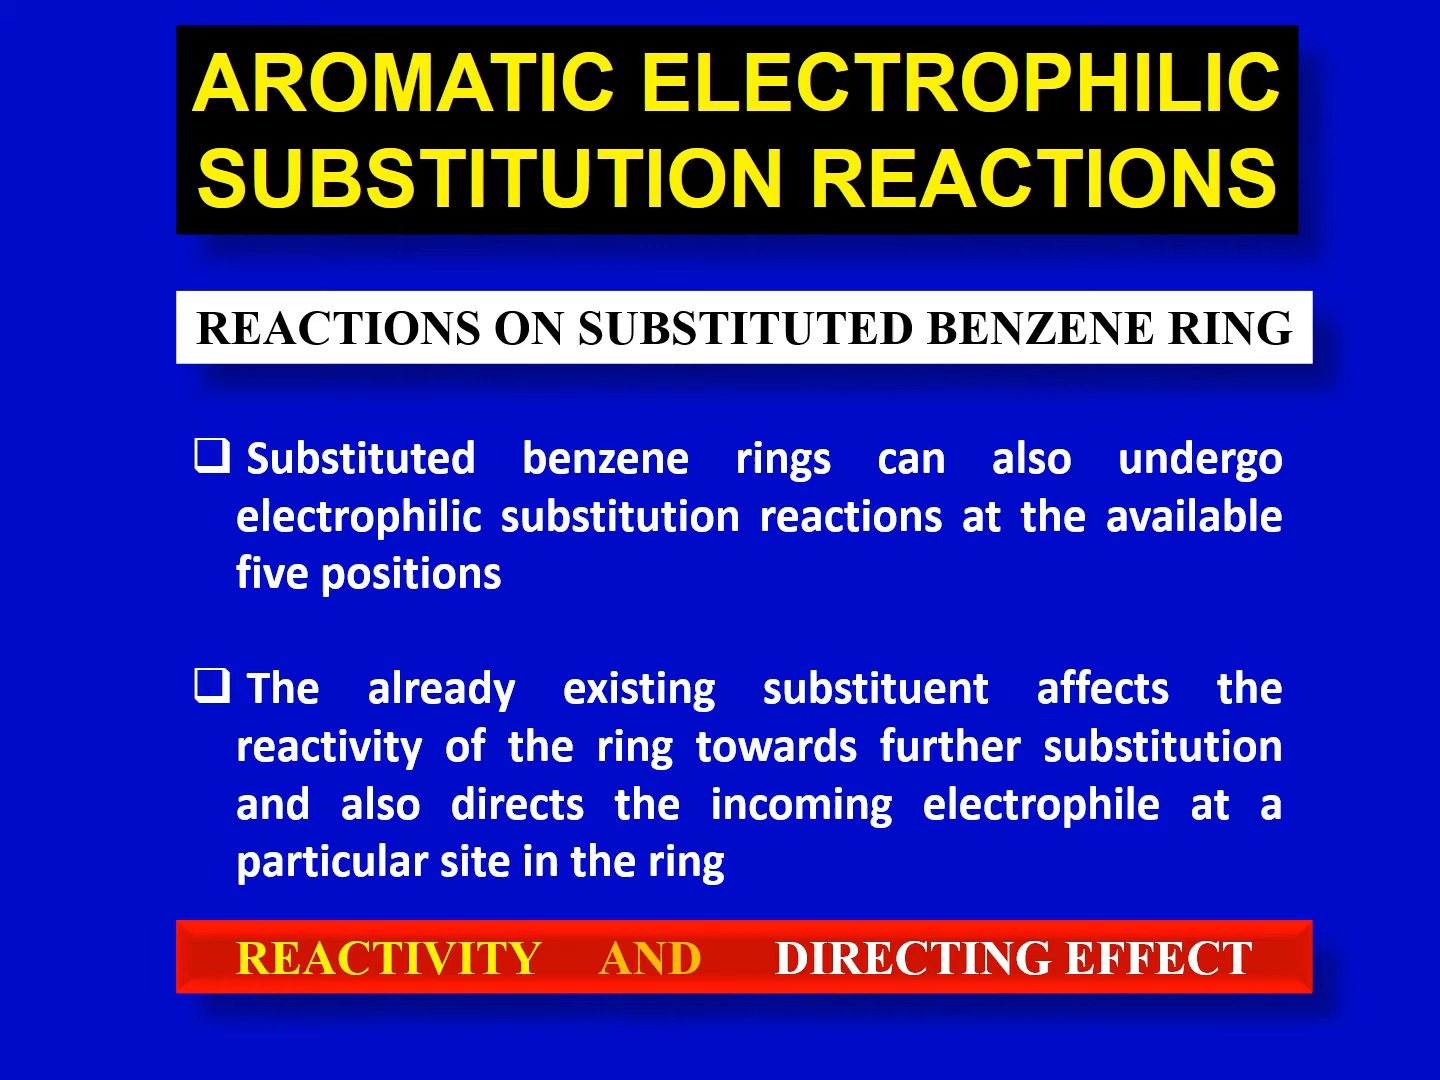 AROMATIC ELECTROPHILIC
SUBSTITUTION REACTIONS
REACTIONS ON SUBSTITUTED BENZENE RING
❑ Substituted benzene rings can also undergo
electrophilic substitution reactions at the available
five positions
❑ The already existing substituent affects the
reactivity of the ring towards further substitution
and also directs the incoming electrophile at a
particular site in the ring
REACTIVITY AND DIRECTING EFFECT